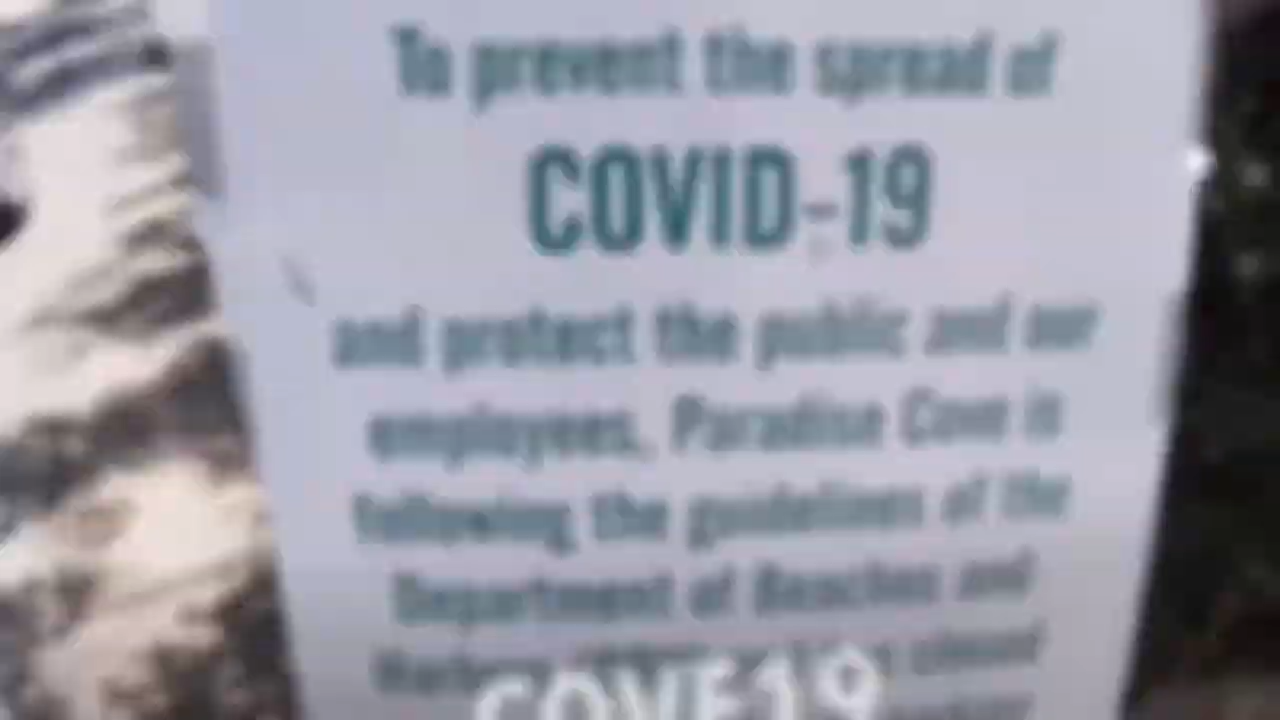 To prevent the spread of
COVID-19
and protect the public and our
employees, Paradise Cove is
following the guidelines of the
Department of Beaches and
closed
COVE19